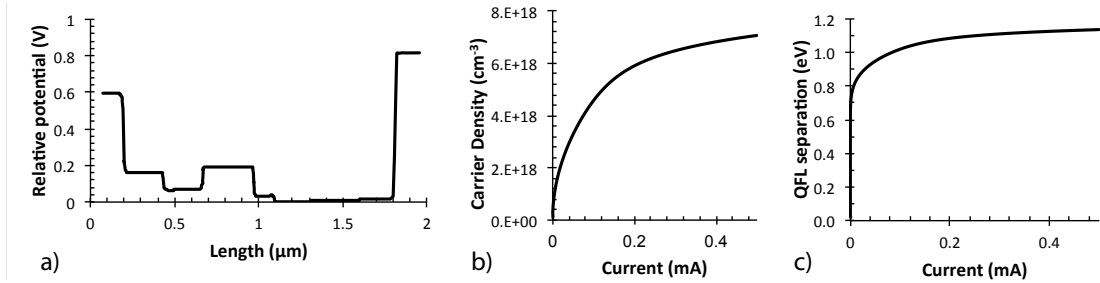 Relative potential (V)
1
0.8
0.6
0.4
0.2
0
0
0.5
1
1.5
2
Length (μm)
a)
Carrier Density (cm⁻³)
8.E+18
6.E+18
4.E+18
2.E+18
0.E+00
0
0.2
0.4
Current (mA)
b)
QFL separation (eV)
1.2
1.0
0.8
0.6
0.4
0.2
0.0
0
0.2
0.4
Current (mA)
c)